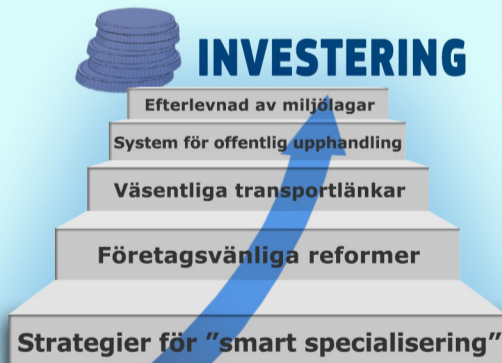 INVESTERING
Efterlevnad av miljölagar
System för offentlig upphandling
Väsentliga transportlänkar
Företagsvänliga reformer
Strategier för ”smart specialisering”